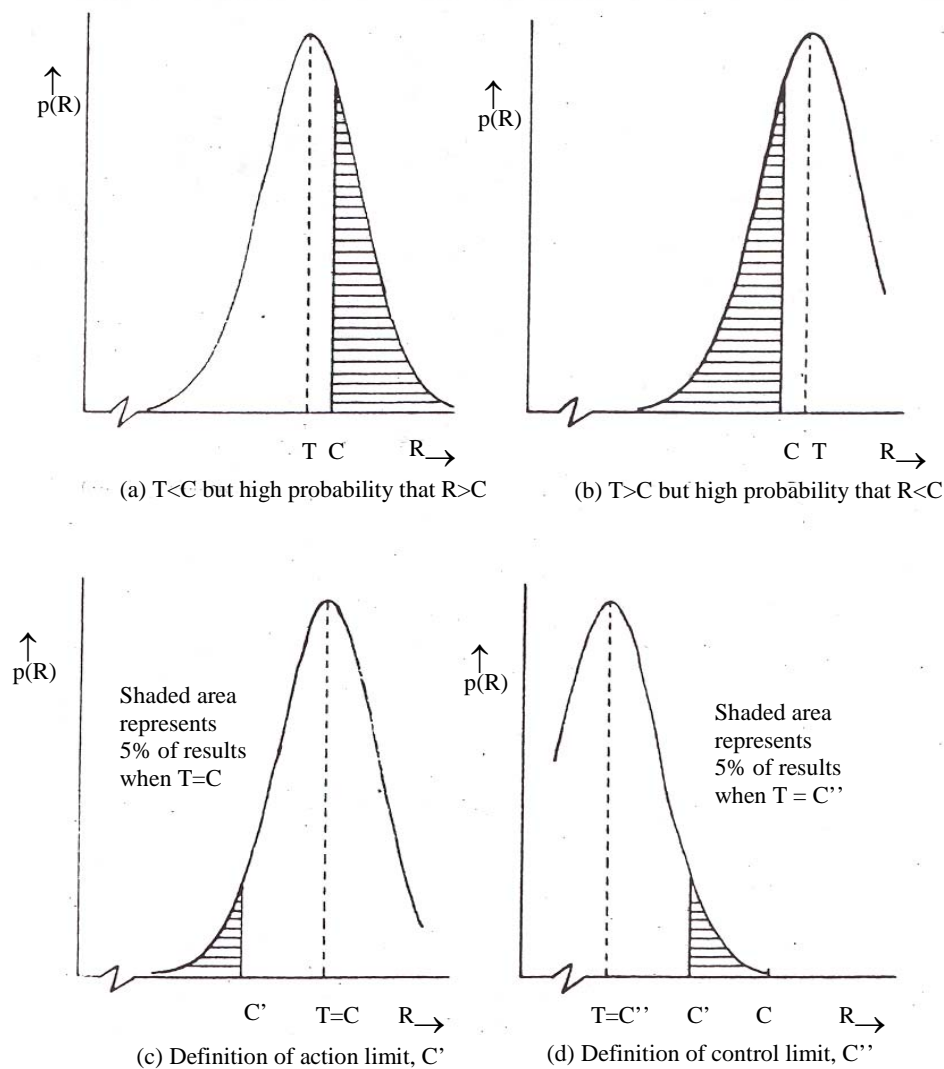 ↑
p(R)
T C R→
(a) T<C but high probability that R>C
↑
p(R)
C T R→
(b) T>C but high probability that R<C
↑
p(R)
Shaded area
represents
5% of results
when T=C
C’ T=C R→
(c) Definition of action limit, C’
↑
p(R)
Shaded area
represents
5% of results
when T = C’’
T=C’’ C’ C R→
(d) Definition of control limit, C’’